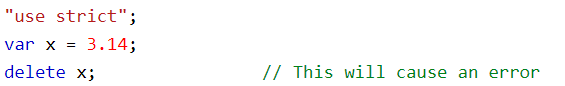 "use strict";
var x = 3.14;
delete x;                // This will cause an error